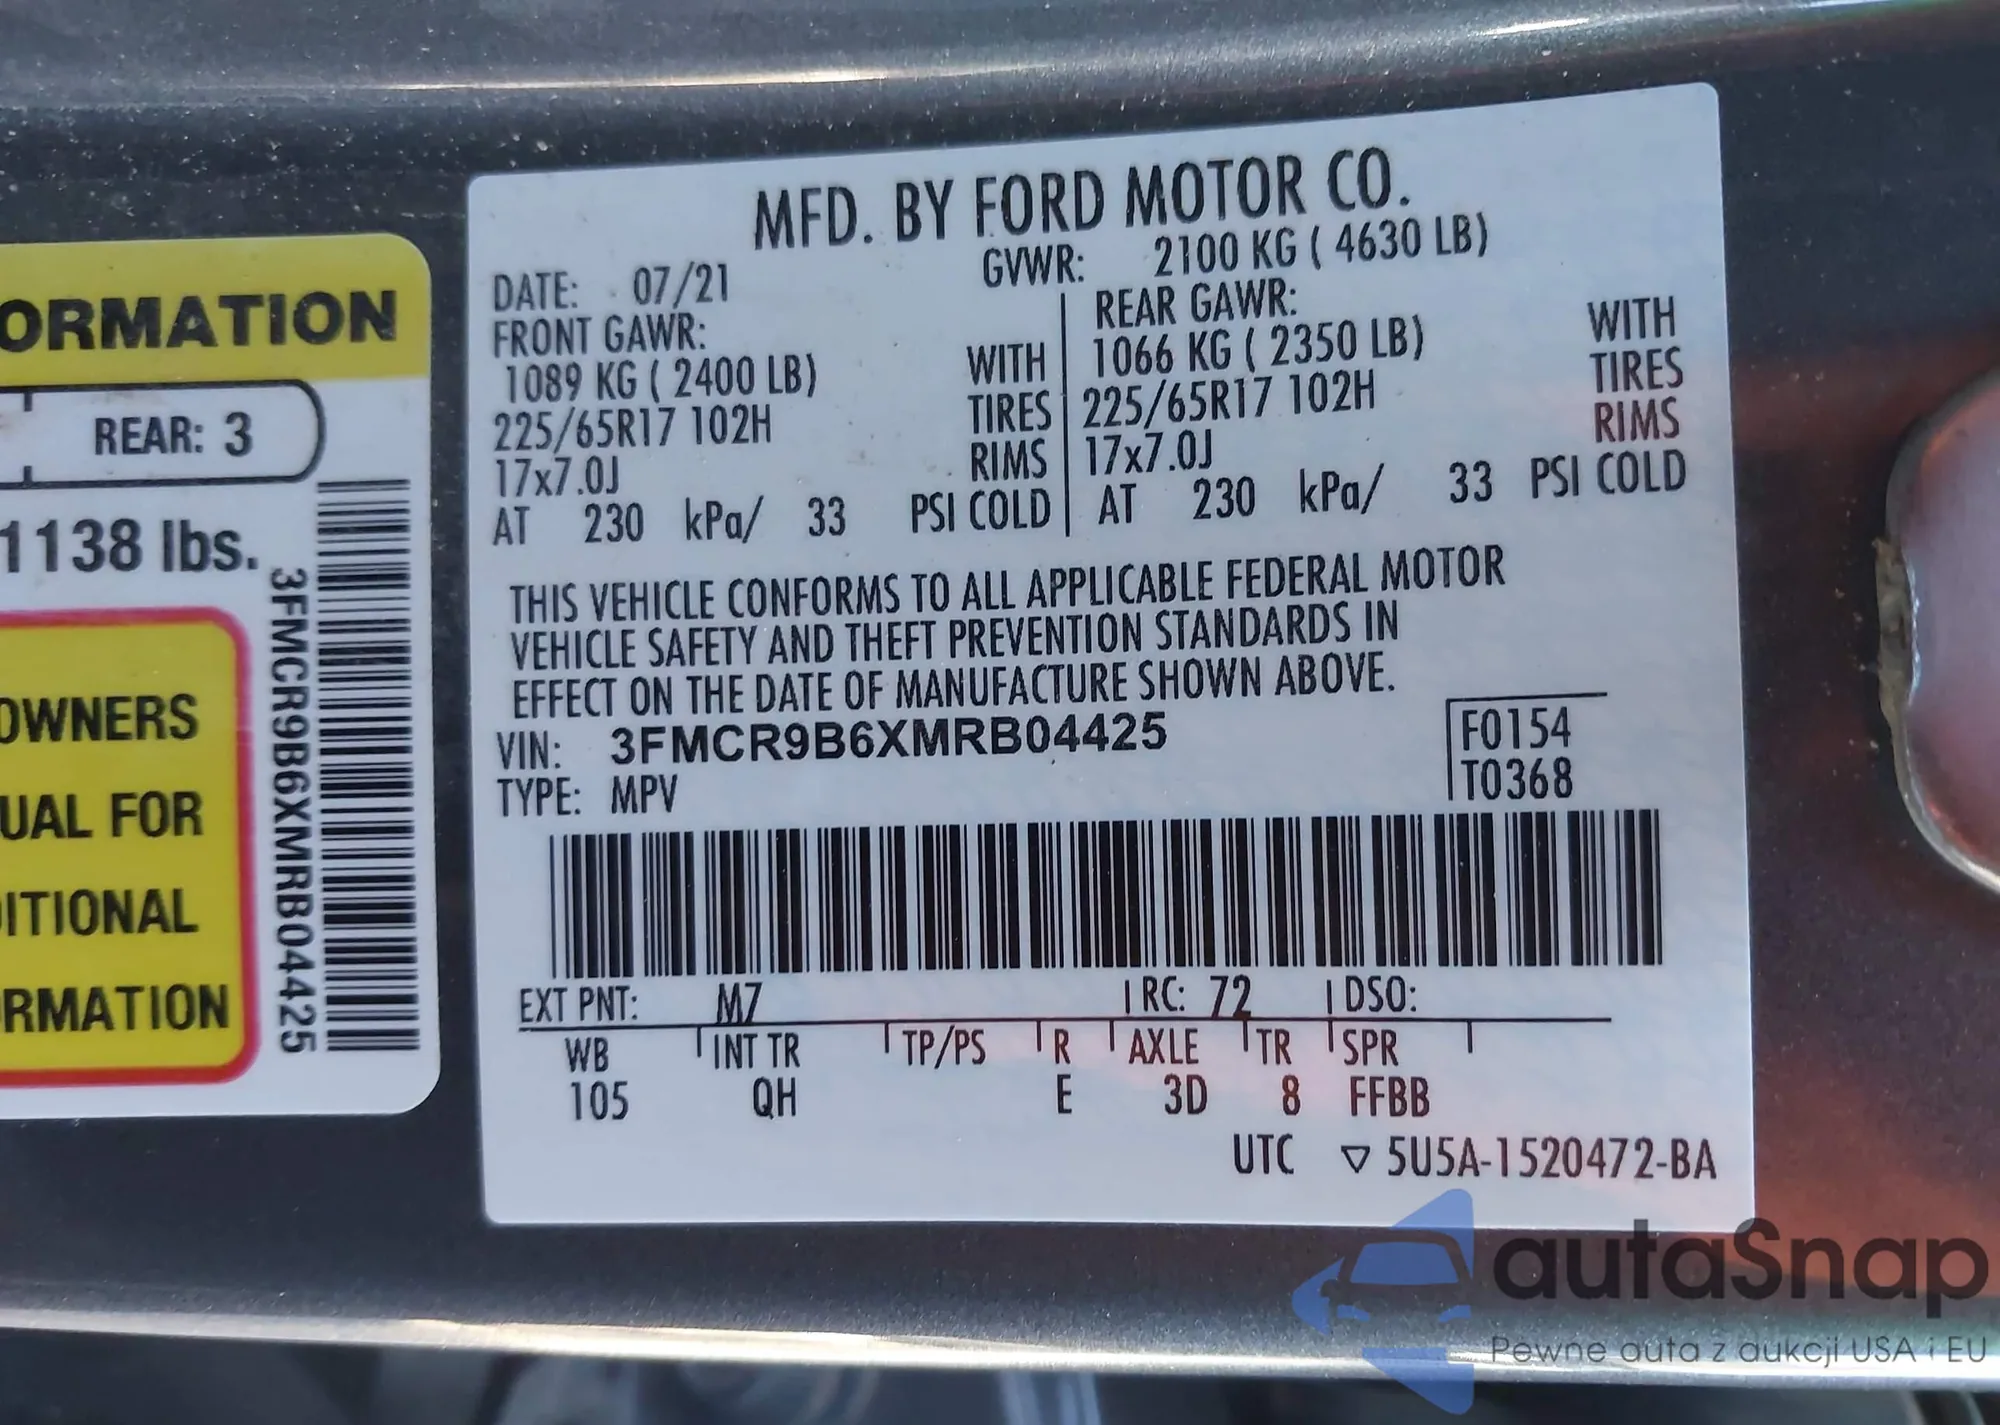 ORMATION
REAR: 3
1138 lbs.
3FMCR9B6XMRB04425
OWNERS
UAL FOR
ITIONAL
RMATION
MFD. BY FORD MOTOR CO.
DATE: 07/21
GVWR: 2100 KG ( 4630 LB)
FRONT GAWR:
1089 KG ( 2400 LB) WITH
225/65R17 102H TIRES
17x7.0J RIMS
AT 230 kPa/ 33 PSI COLD
REAR GAWR:
1066 KG ( 2350 LB) WITH
225/65R17 102H TIRES
17x7.0J RIMS
AT 230 kPa/ 33 PSI COLD
THIS VEHICLE CONFORMS TO ALL APPLICABLE FEDERAL MOTOR
VEHICLE SAFETY AND THEFT PREVENTION STANDARDS IN
EFFECT ON THE DATE OF MANUFACTURE SHOWN ABOVE.
VIN: 3FMCR9B6XMRB04425
TYPE: MPV
F0154
T0368
EXT PNT: M7 RC: 72 DSO:
WB INT TR TP/PS R AXLE TR SPR
105 QH E 3D 8 FFBB
UTC ▽ 5U5A-1520472-BA
autaSnap
Pewne auta z aukcji USA i EU